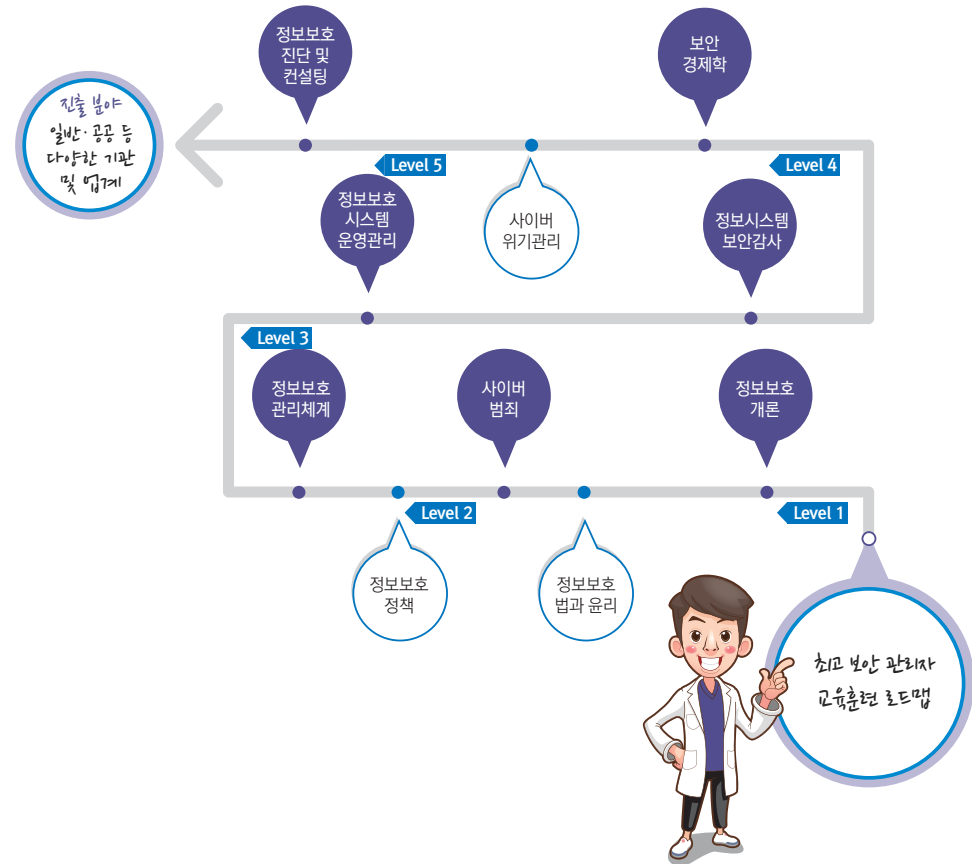 정보보호
진단 및
컨설팅
보안
경제학
진출 분야
일반·공공 등
다양한 기관
및 업계
Level 5
Level 4
정보보호
시스템
운영관리
사이버
위기관리
정보시스템
보안감사
Level 3
정보보호
관리체계
사이버
범죄
정보보호
개론
Level 2
Level 1
정보보호
정책
정보보호
법과 윤리
최고 보안 관리자
교육훈련 로드맵